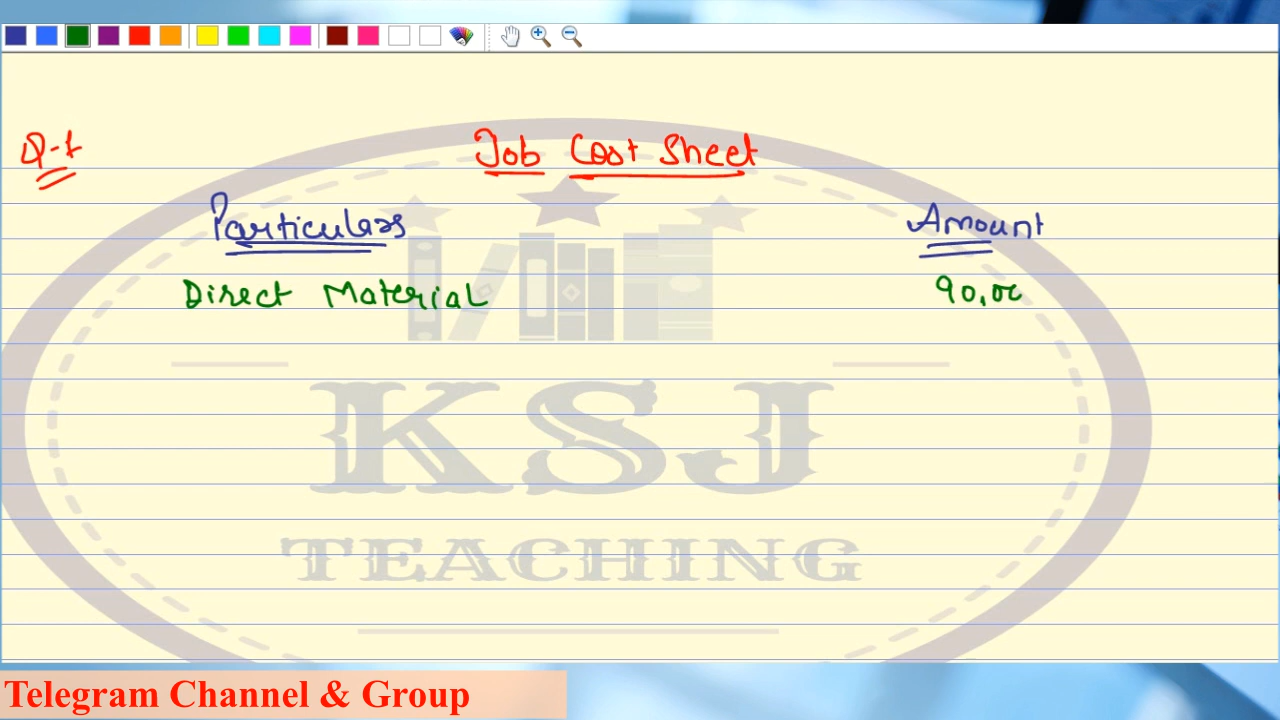 Q-1
Job Cost Sheet
Particulars Amount
Direct Material 90,00
KSJ
TEACHING
Telegram Channel & Group